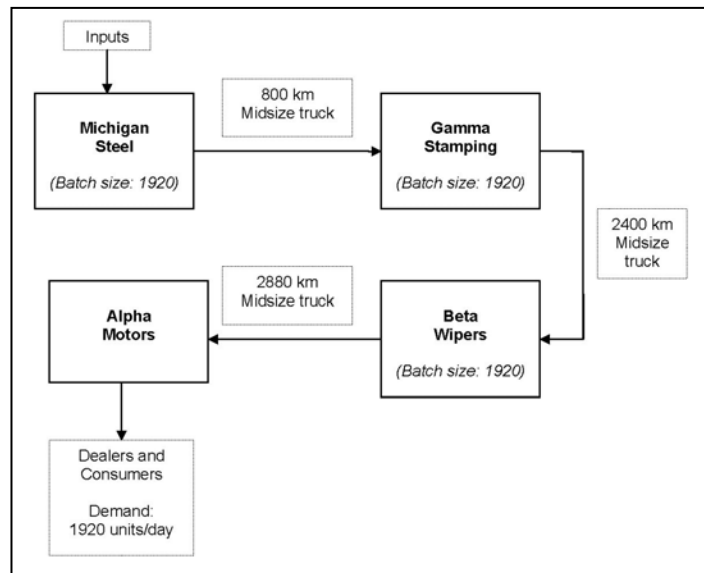 Inputs
Michigan
Steel
(Batch size: 1920)
800 km
Midsize truck
Gamma
Stamping
(Batch size: 1920)
2400 km
Midsize
truck
Beta
Wipers
(Batch size: 1920)
2880 km
Midsize truck
Alpha
Motors
Dealers and
Consumers
Demand:
1920 units/day